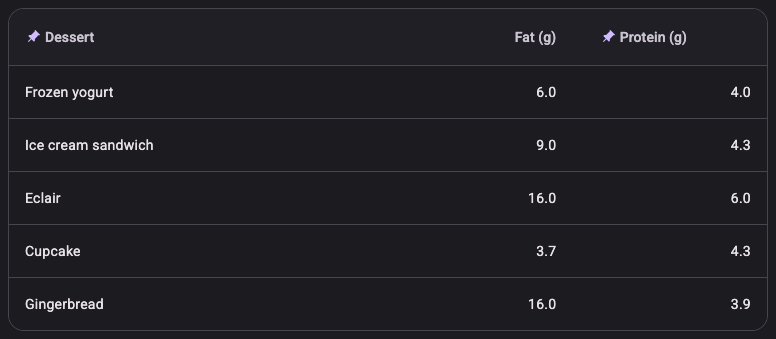 Dessert Fat (g) Protein (g)
Frozen yogurt 6.0 4.0
Ice cream sandwich 9.0 4.3
Eclair 16.0 6.0
Cupcake 3.7 4.3
Gingerbread 16.0 3.9